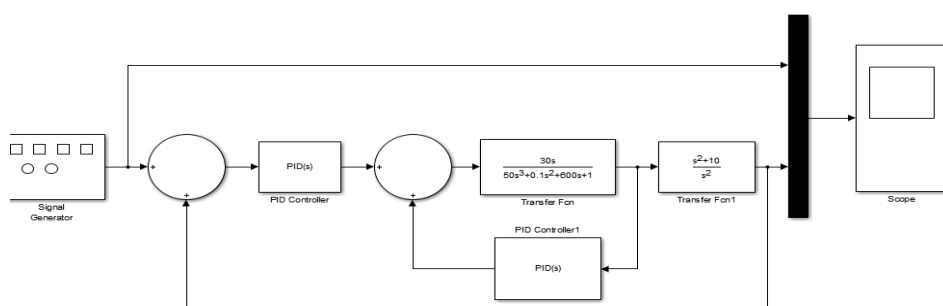 Signal
Generator
+
+
PID(s)
PID Controller
+
+
30s
50s³+0.1s²+600s+1
Transfer Fcn
s²+10
s²
Transfer Fcn1
PID Controller1
PID(s)
Scope